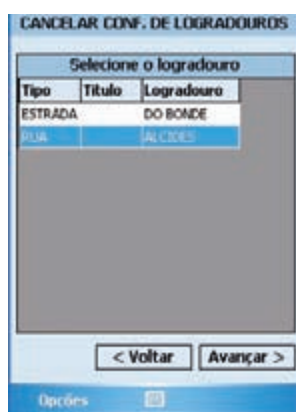 CANCELAR CONF. DE LOGRADOUROS
Selecione o logradouro
Tipo Título Logradouro
ESTRADA DO BONDE
RUA ALCIDES
< Voltar Avançar >
Opções